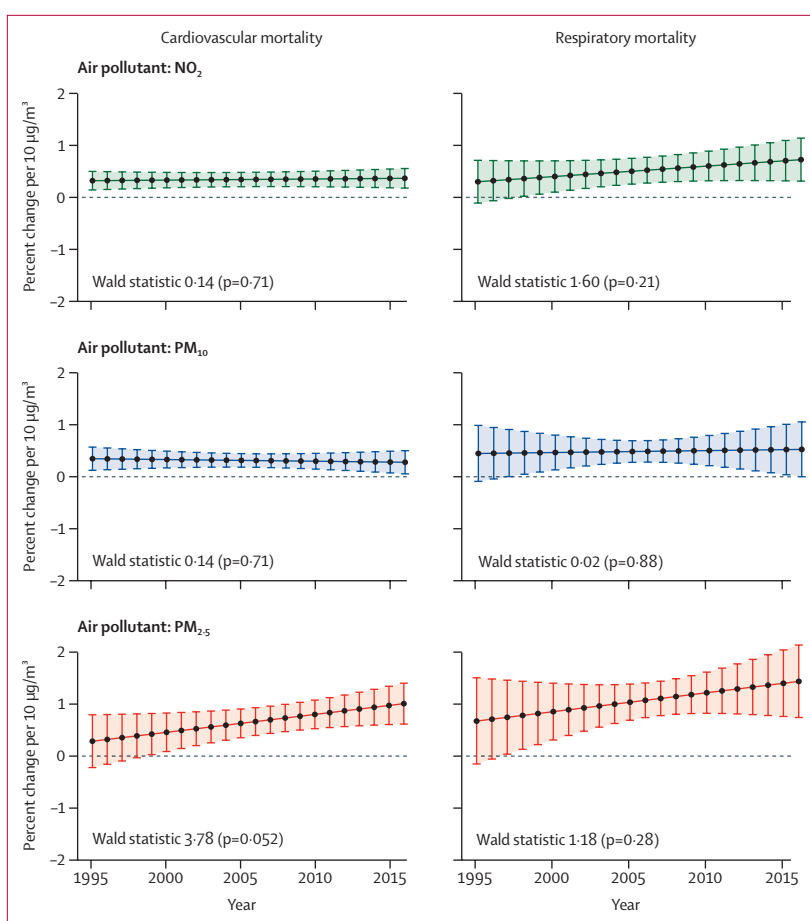 Cardiovascular mortality
Respiratory mortality
Air pollutant: NO₂
Percent change per 10 µg/m³
2
1
0
–1
–2
Wald statistic 0·14 (p=0·71)
Wald statistic 1·60 (p=0·21)
Air pollutant: PM₁₀
Percent change per 10 µg/m³
2
1
0
–1
–2
Wald statistic 0·14 (p=0·71)
Wald statistic 0·02 (p=0·88)
1995 2000 2005 2010 2015
Air pollutant: PM₂·₅
Percent change per 10 µg/m³
2
1
0
–1
–2
Wald statistic 3·78 (p=0·052)
Wald statistic 1·18 (p=0·28)
1995 2000 2005 2010 2015
1995 2000 2005 2010 2015
Year
Year